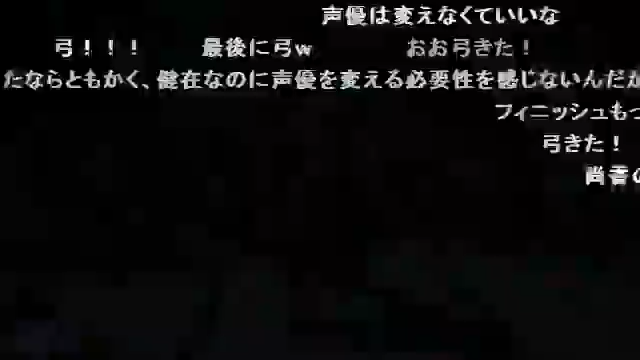 声優は変えなくていいな
弓！！！ 最後に弓w おお弓きた！
たならともかく、健在なのに声優を変える必要性を感じないんだが
フィニッシュもっ
弓きた！
尚香の